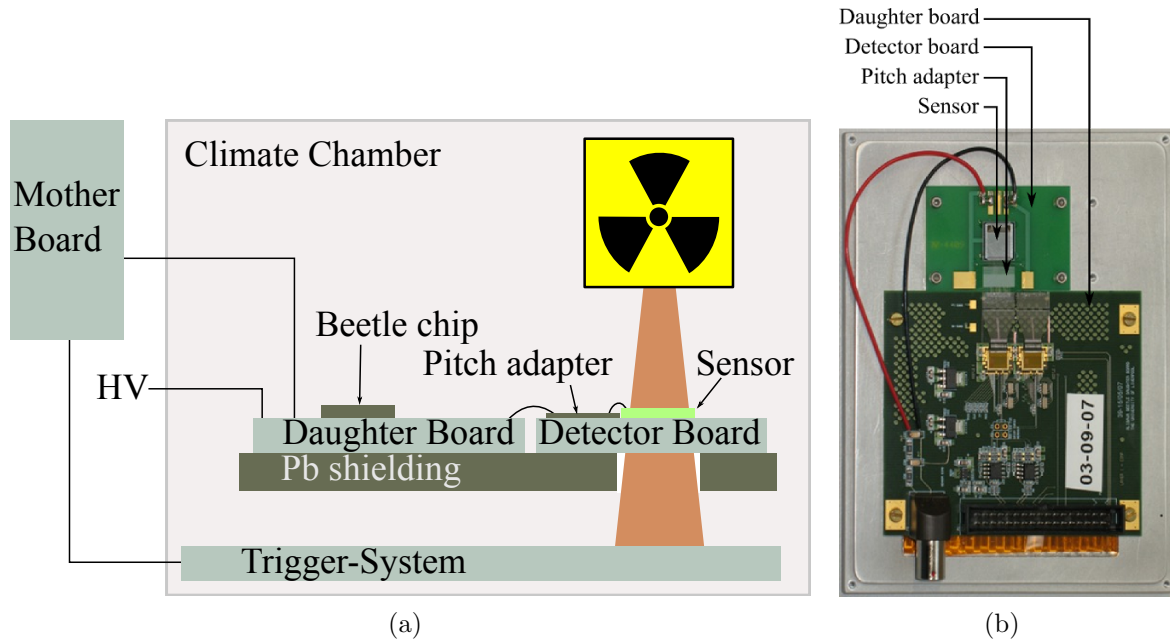 Climate Chamber
Mother
Board
Beetle chip
Pitch adapter
Sensor
HV
Daughter Board
Detector Board
Pb shielding
Trigger-System
(a)
Daughter board
Detector board
Pitch adapter
Sensor
03-09-07
(b)